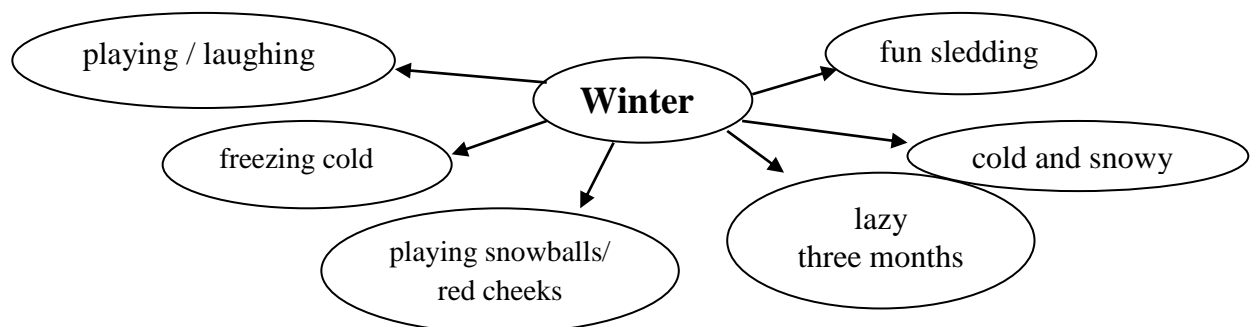 playing / laughing
fun sledding
Winter
freezing cold
cold and snowy
lazy
three months
playing snowballs/
red cheeks